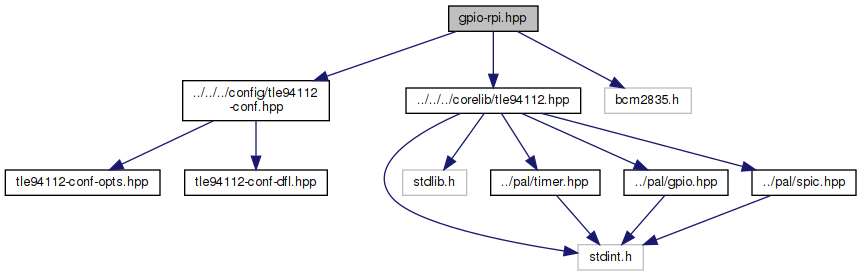 gpio-rpi.hpp
../../../config/tle94112
-conf.hpp
../../../corelib/tle94112.hpp
bcm2835.h
tle94112-conf-opts.hpp
tle94112-conf-dfl.hpp
stdlib.h
../pal/timer.hpp
../pal/gpio.hpp
../pal/spic.hpp
stdint.h